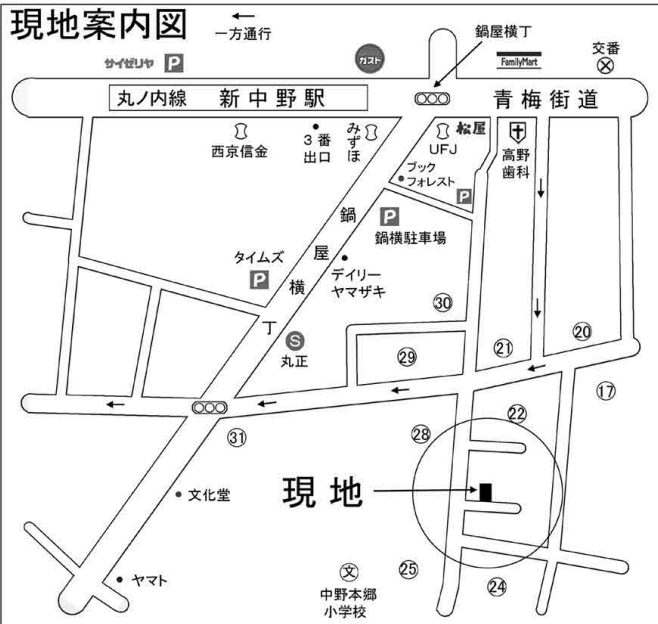 現地案内図
一方通行
サイゼリヤ P
ガスト
鍋屋横丁
FamilyMart
交番
丸ノ内線 新中野駅
青梅街道
西京信金
3番
出口
みずほ
UFJ
松屋
高野
歯科
ブック
フォレスト
P
鍋屋横丁
P
鍋横駐車場
タイムズ
P
デイリー
ヤマザキ
S
丸正
30
29
21
20
17
22
28
31
現地
文化堂
ヤマト
25
24
文
中野本郷
小学校